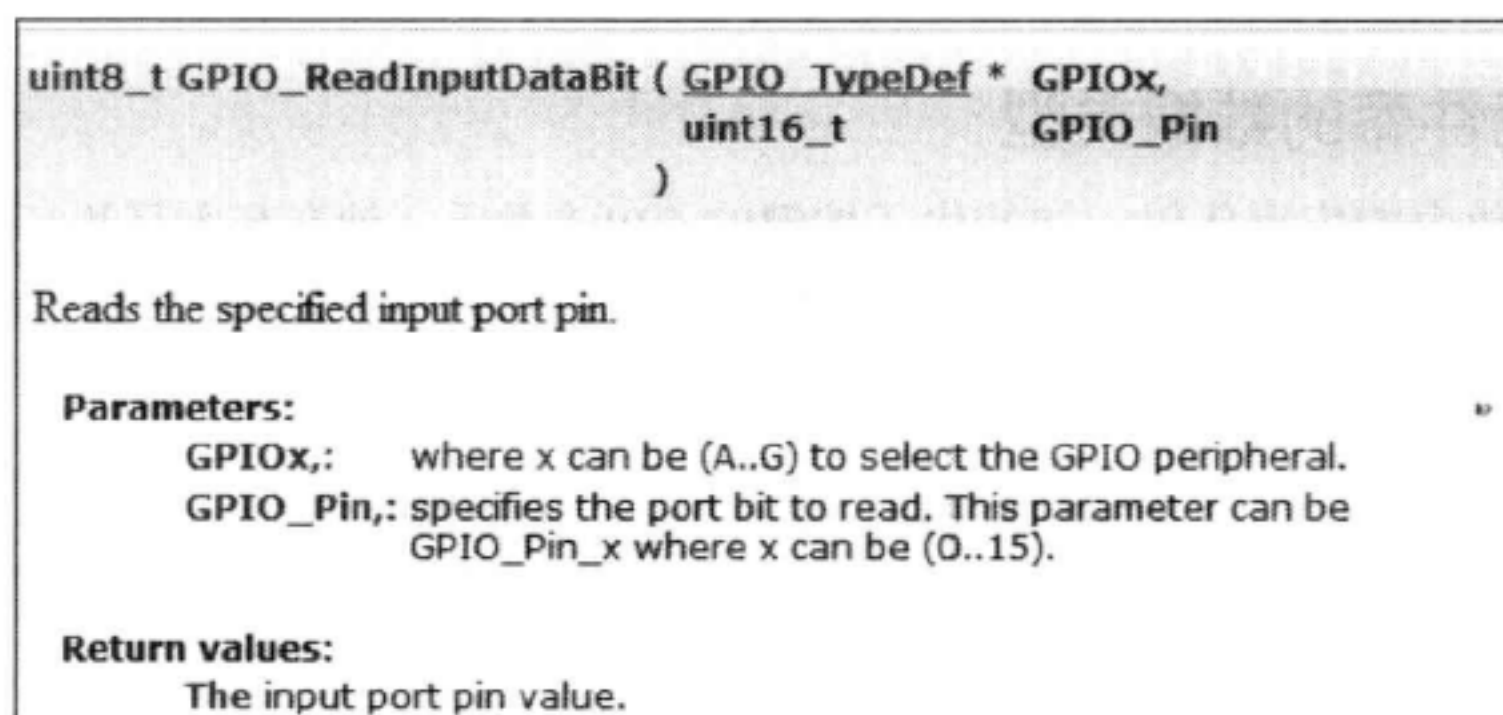 uint8_t GPIO_ReadInputDataBit ( GPIO_TypeDef * GPIOx,
uint16_t GPIO_Pin
)
Reads the specified input port pin.
Parameters:
GPIOx,: where x can be (A..G) to select the GPIO peripheral.
GPIO_Pin,: specifies the port bit to read. This parameter can be
GPIO_Pin_x where x can be (0..15).
Return values:
The input port pin value.